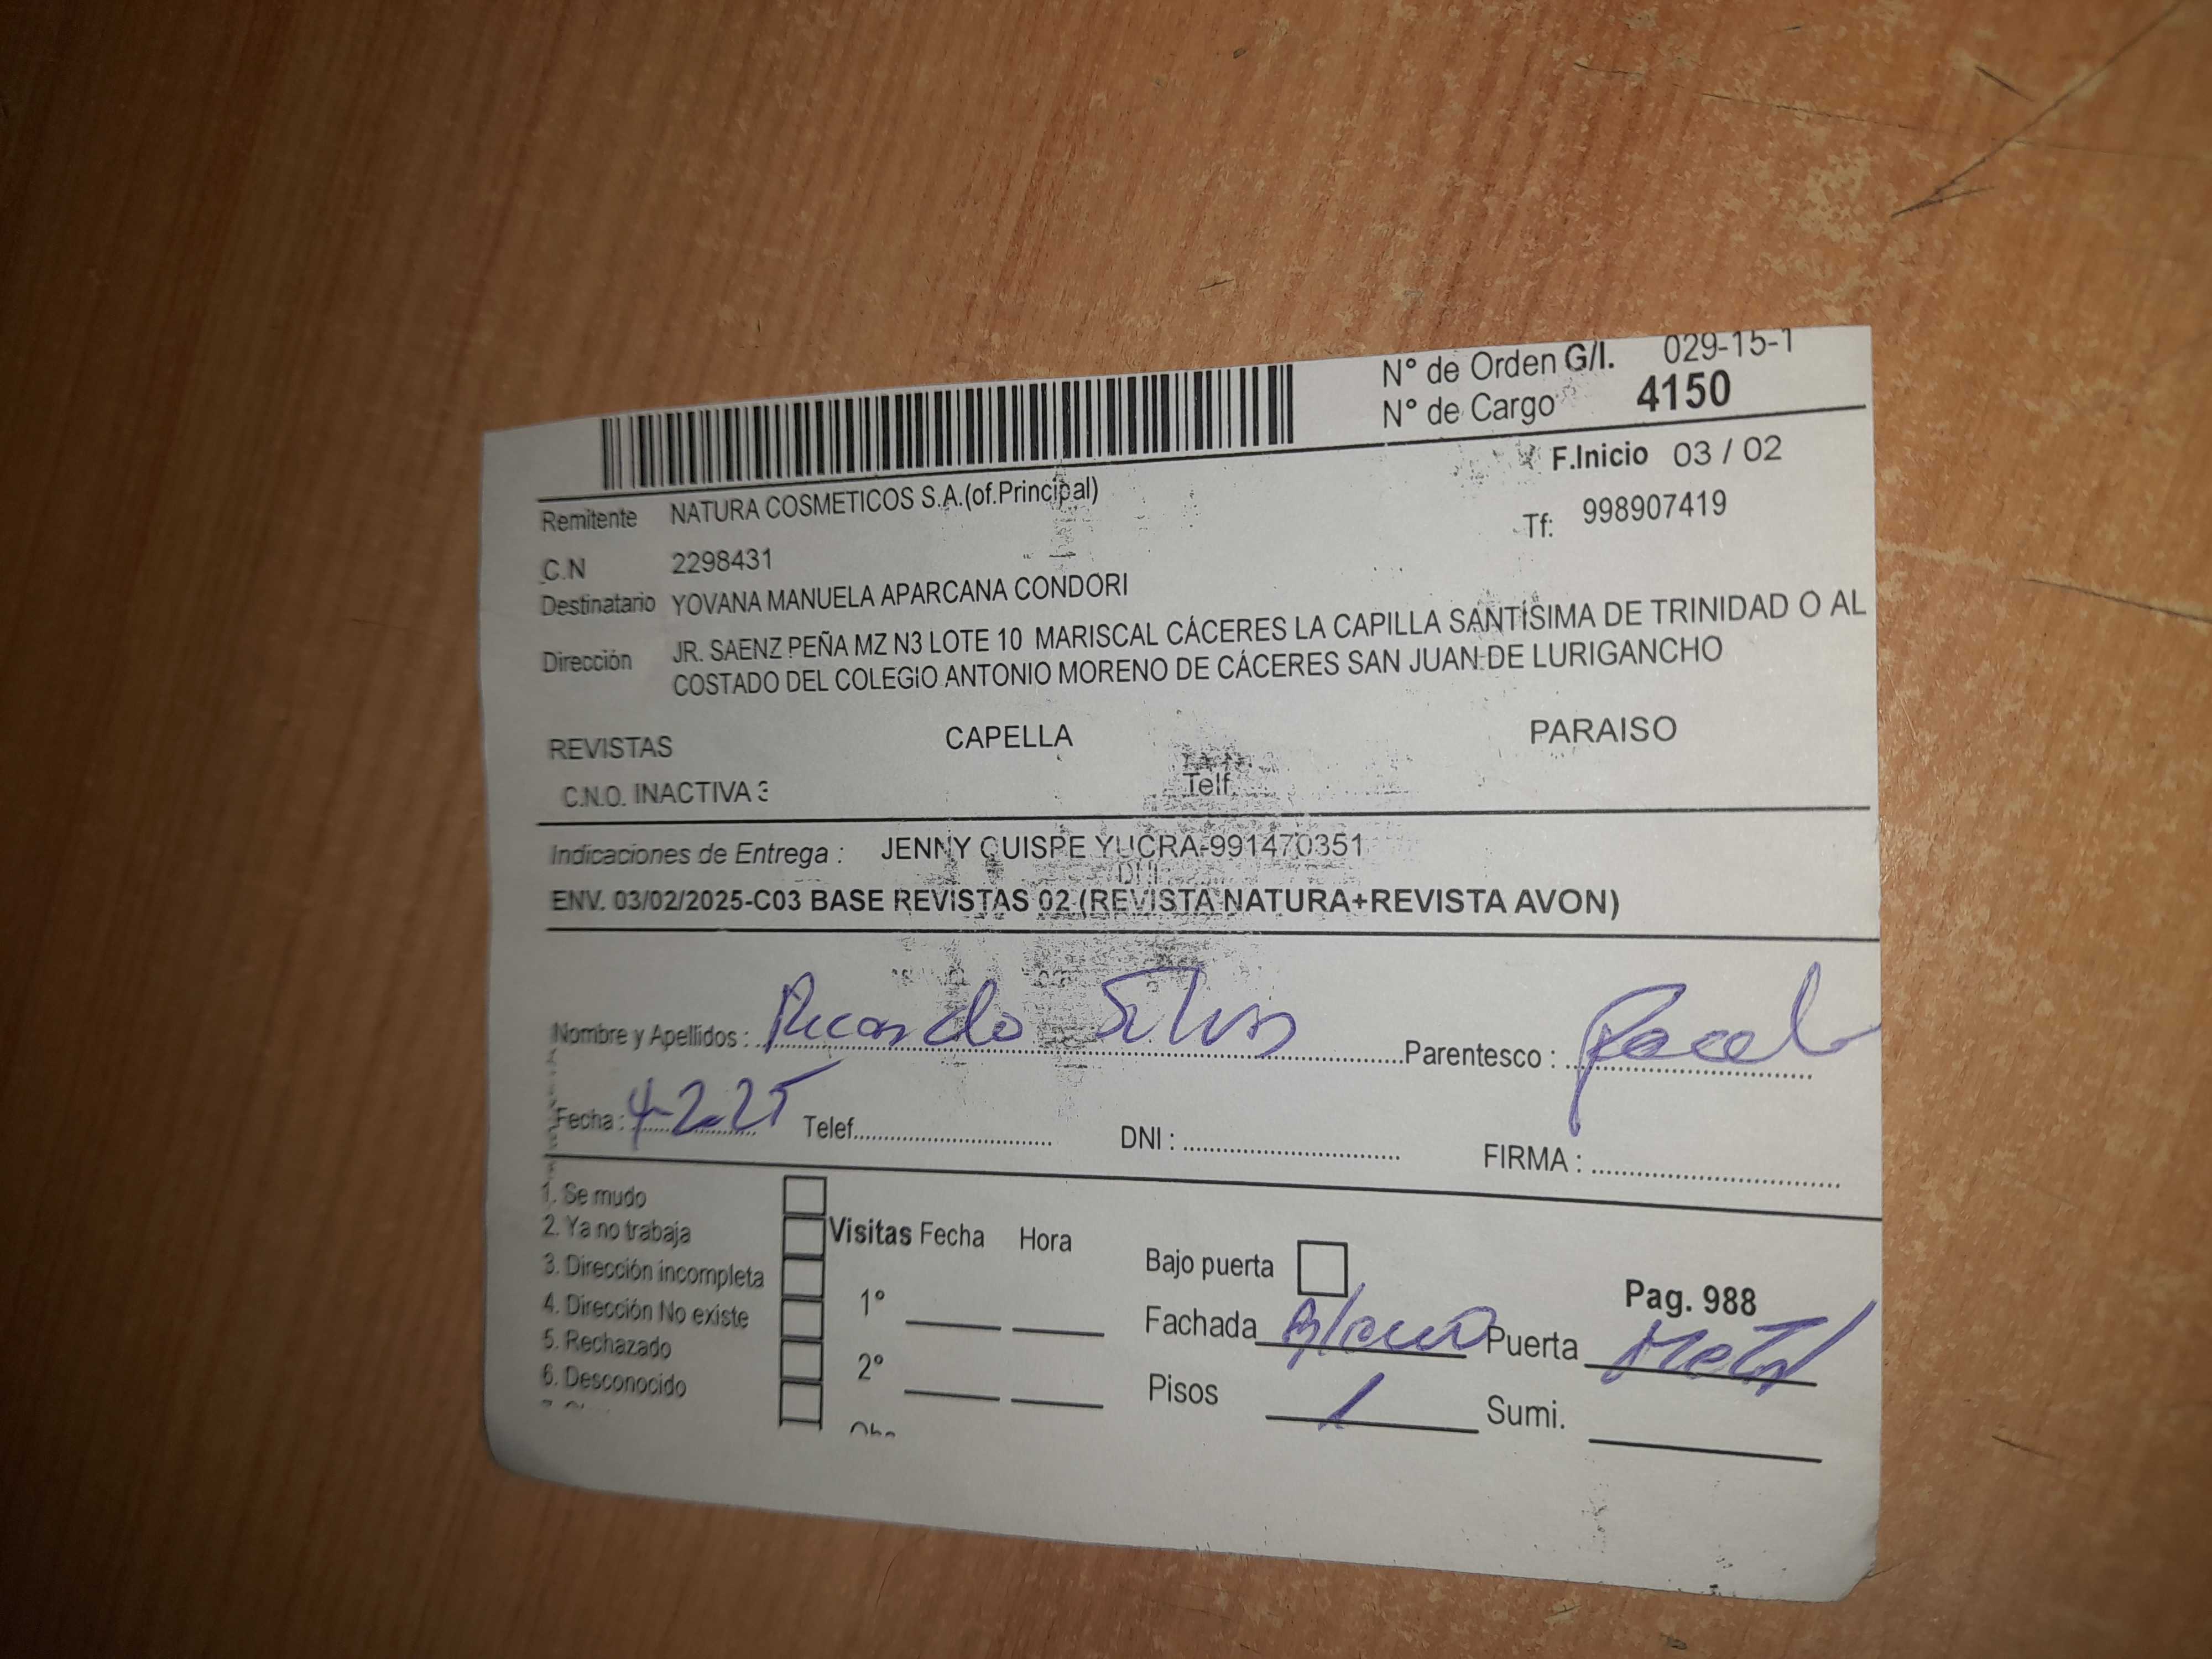 N° de Orden G/I. 029-15-1
N° de Cargo 4150
F.Inicio 03 / 02
Remitente NATURA COSMETICOS S.A.(of.Principal)
Tf: 998907419
C.N 2298431
Destinatario YOVANA MANUELA APARCANA CONDORI
Dirección JR. SAENZ PEÑA MZ N3 LOTE 10 MARISCAL CÁCERES LA CAPILLA SANTÍSIMA DE TRINIDAD O AL
COSTADO DEL COLEGIO ANTONIO MORENO DE CÁCERES SAN JUAN DE LURIGANCHO
REVISTAS CAPELLA PARAISO
C.N.O. INACTIVA 3 Telf.
Indicaciones de Entrega : JENNY QUISPE YUCRA-991470351
DNI
ENV. 03/02/2025-C03 BASE REVISTAS 02 (REVISTA NATURA+REVISTA AVON)
Nombre y Apellidos : Ricardo Silva Parentesco :
Fecha : 4-2-25 Telef. DNI : FIRMA :
1. Se mudo
2. Ya no trabaja Visitas Fecha Hora Bajo puerta
3. Dirección incompleta 1° Pag. 988
4. Dirección No existe Fachada Blanco Puerta Metal
5. Rechazado 2°
6. Desconocido Pisos 1 Sumi.